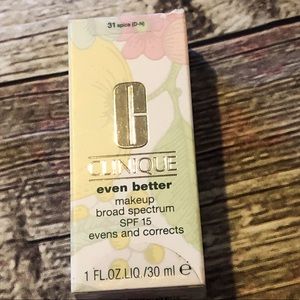 31 spice (D-N)
C
CLINIQUE
even better
makeup
broad spectrum
SPF 15
evens and corrects
1 FL.OZ.LIQ./30 ml e